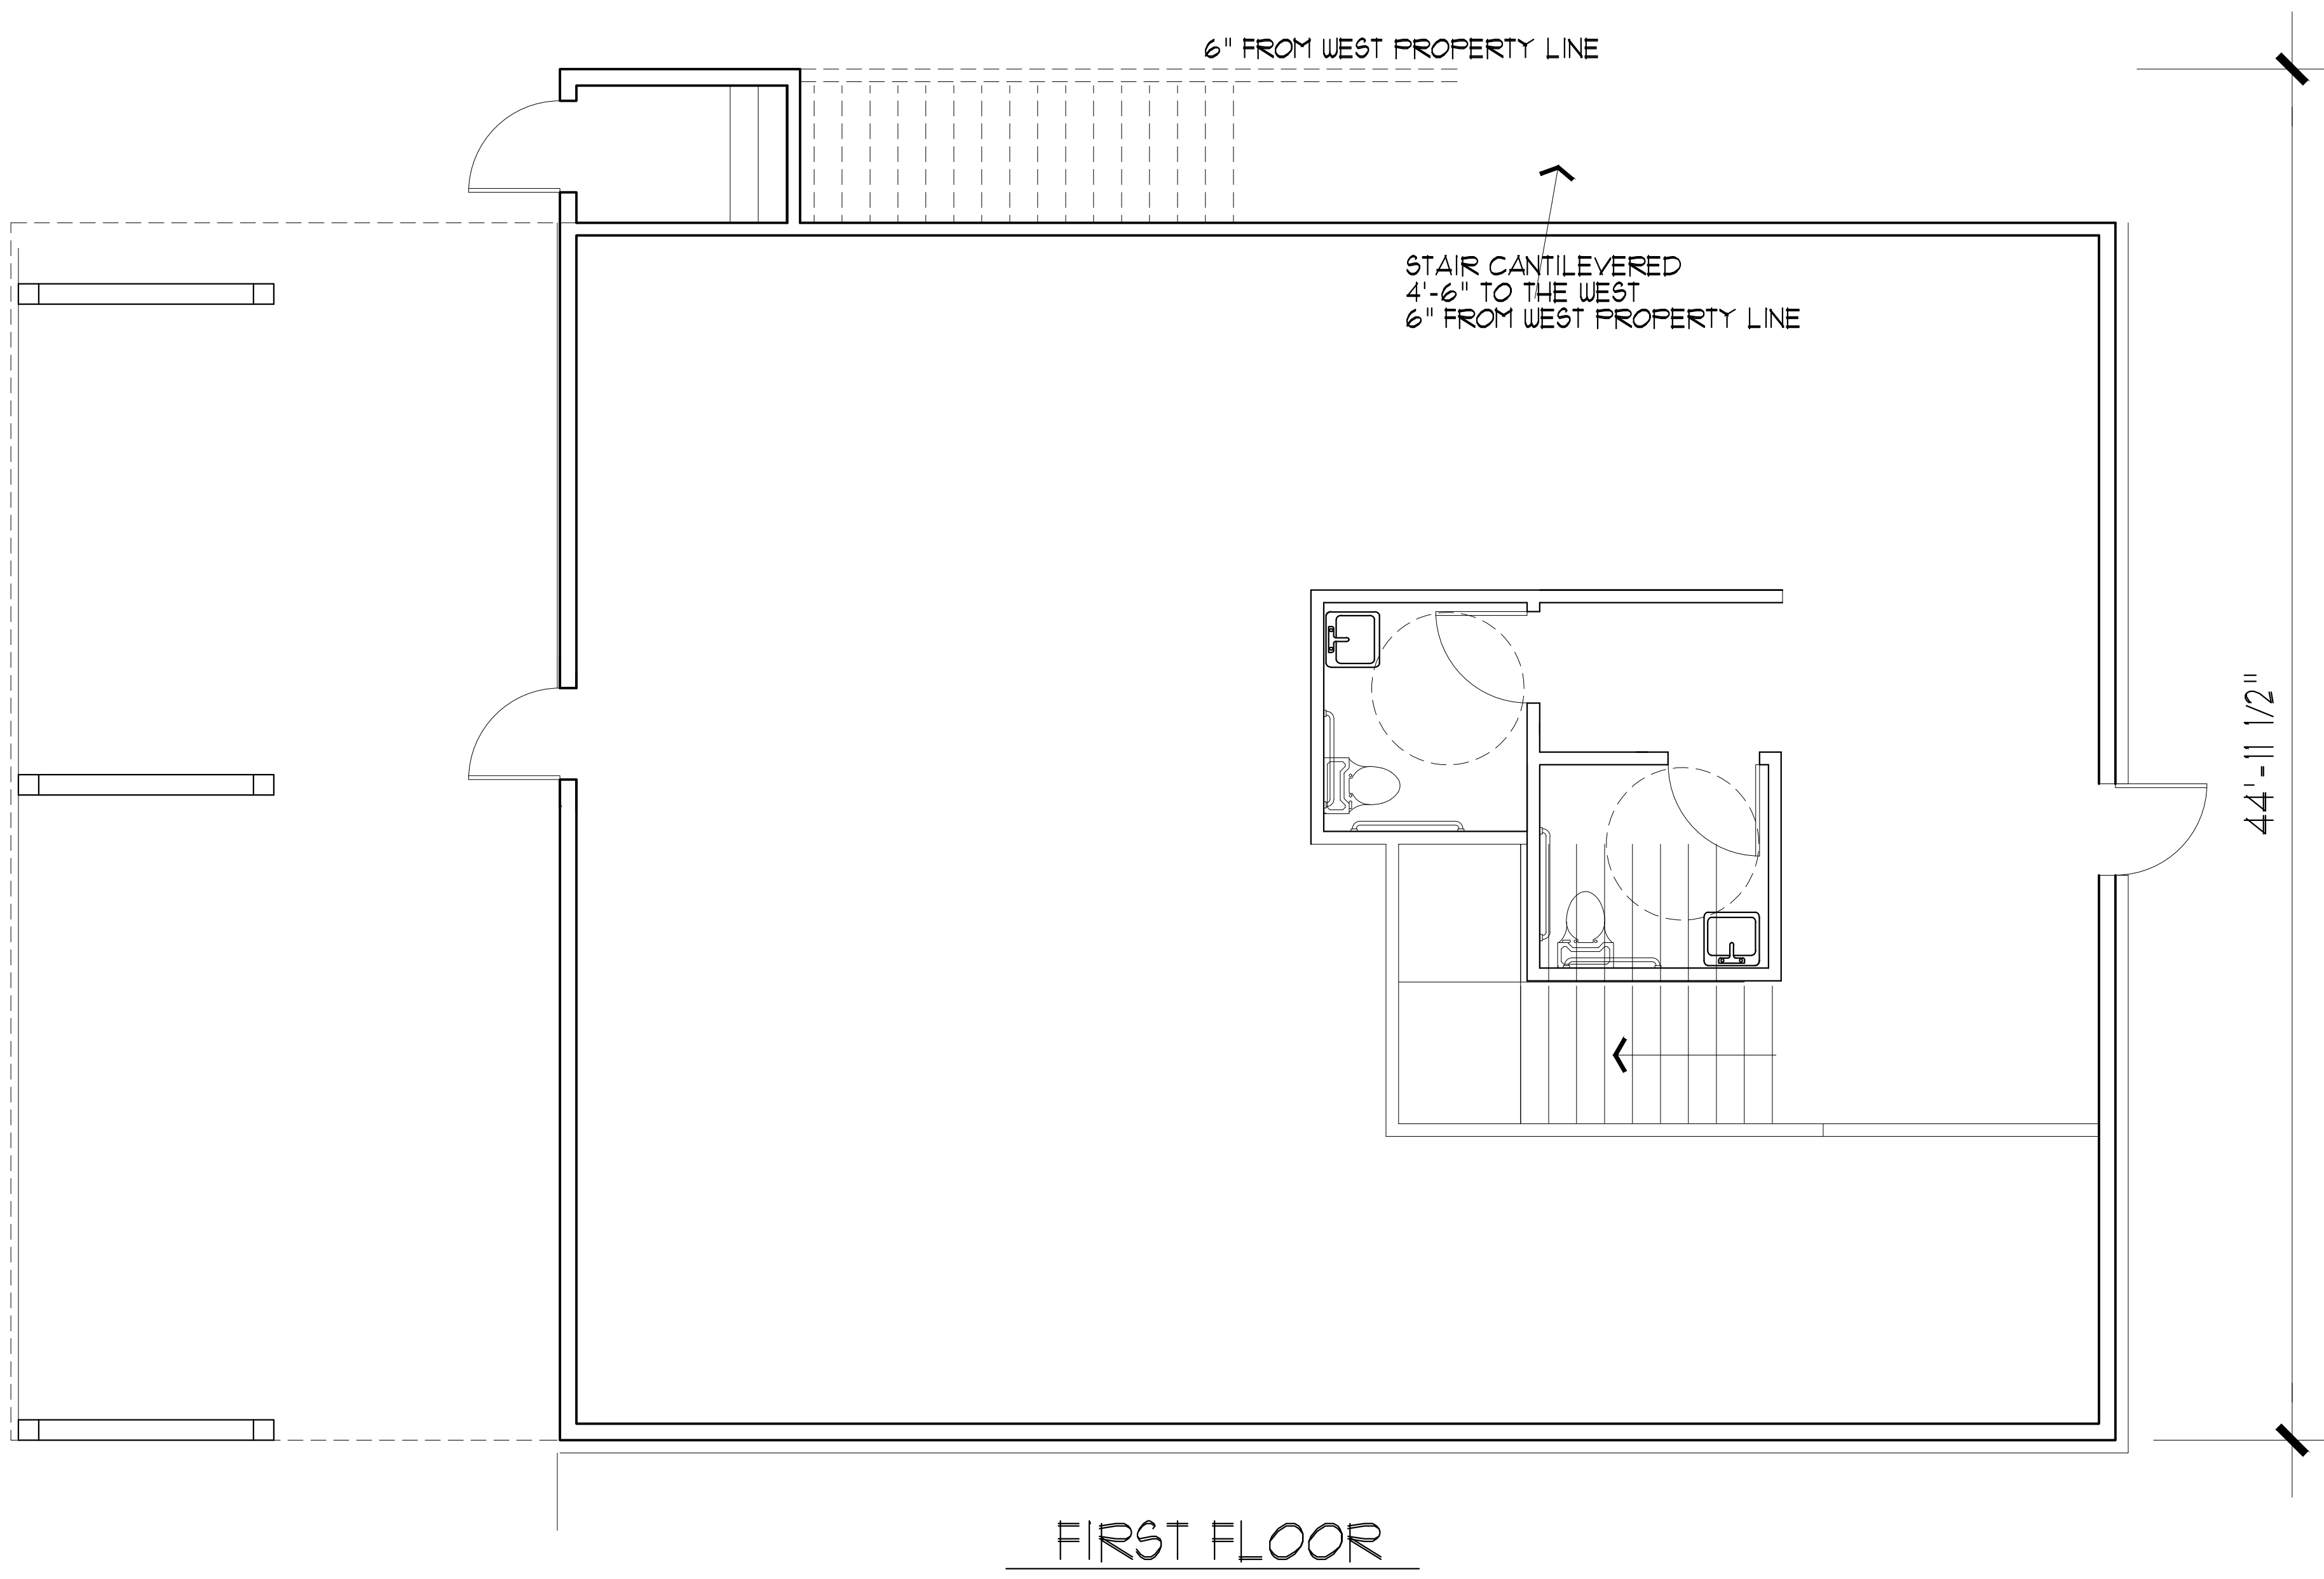 6" FROM WEST PROPERTY LINE
STAIR CANTILEVERED
4'-6" TO THE WEST
6" FROM WEST PROPERTY LINE
44'-11 1/2"
FIRST FLOOR